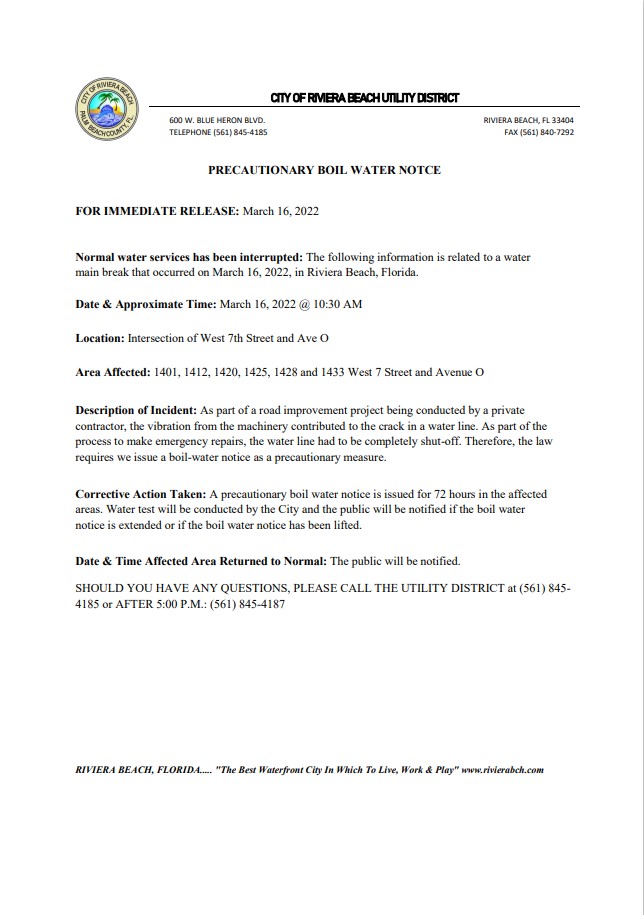 CITY OF RIVIERA BEACH
PALM BEACH COUNTY, FL.
CITY OF RIVIERA BEACH UTILITY DISTRICT
600 W. BLUE HERON BLVD. RIVIERA BEACH, FL 33404
TELEPHONE (561) 845-4185 FAX (561) 840-7292
PRECAUTIONARY BOIL WATER NOTCE
FOR IMMEDIATE RELEASE: March 16, 2022
Normal water services has been interrupted: The following information is related to a water
main break that occurred on March 16, 2022, in Riviera Beach, Florida.
Date & Approximate Time: March 16, 2022 @ 10:30 AM
Location: Intersection of West 7th Street and Ave O
Area Affected: 1401, 1412, 1420, 1425, 1428 and 1433 West 7 Street and Avenue O
Description of Incident: As part of a road improvement project being conducted by a private
contractor, the vibration from the machinery contributed to the crack in a water line. As part of the
process to make emergency repairs, the water line had to be completely shut-off. Therefore, the law
requires we issue a boil-water notice as a precautionary measure.
Corrective Action Taken: A precautionary boil water notice is issued for 72 hours in the affected
areas. Water test will be conducted by the City and the public will be notified if the boil water
notice is extended or if the boil water notice has been lifted.
Date & Time Affected Area Returned to Normal: The public will be notified.
SHOULD YOU HAVE ANY QUESTIONS, PLEASE CALL THE UTILITY DISTRICT at (561) 845-
4185 or AFTER 5:00 P.M.: (561) 845-4187
RIVIERA BEACH, FLORIDA..... "The Best Waterfront City In Which To Live, Work & Play" www.rivierabch.com